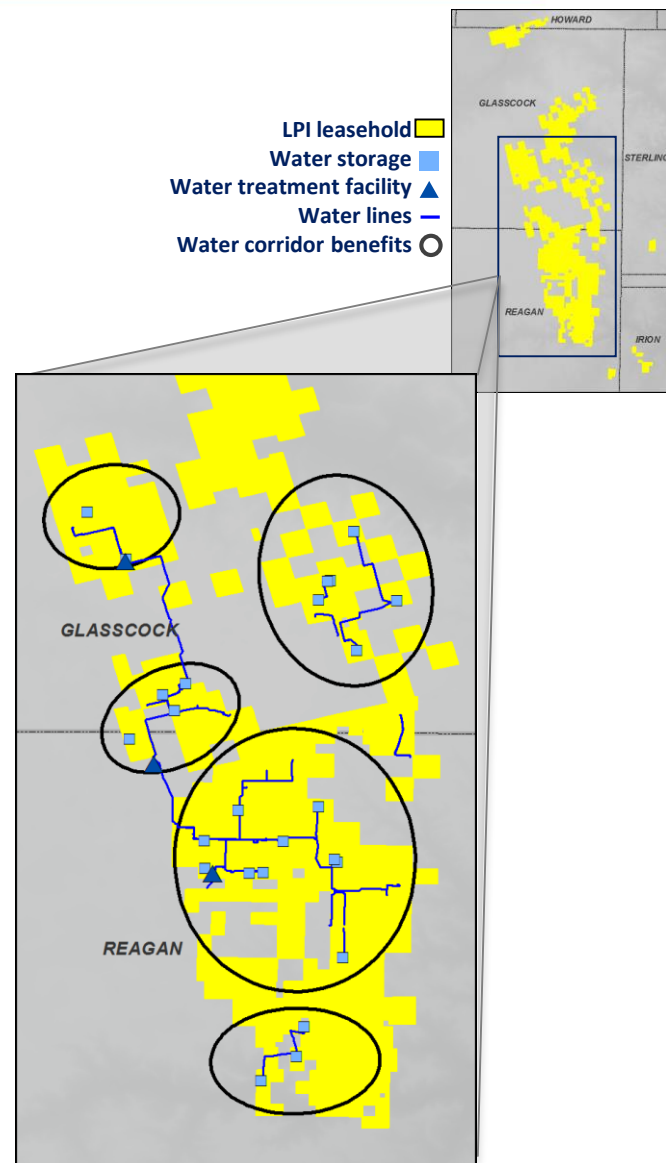 HOWARD
GLASSCOCK
LPI leasehold
Water storage
STERLING
Water treatment facility
Water lines
Water corridor benefits
REAGAN
IRION
GLASSCOCK
REAGAN